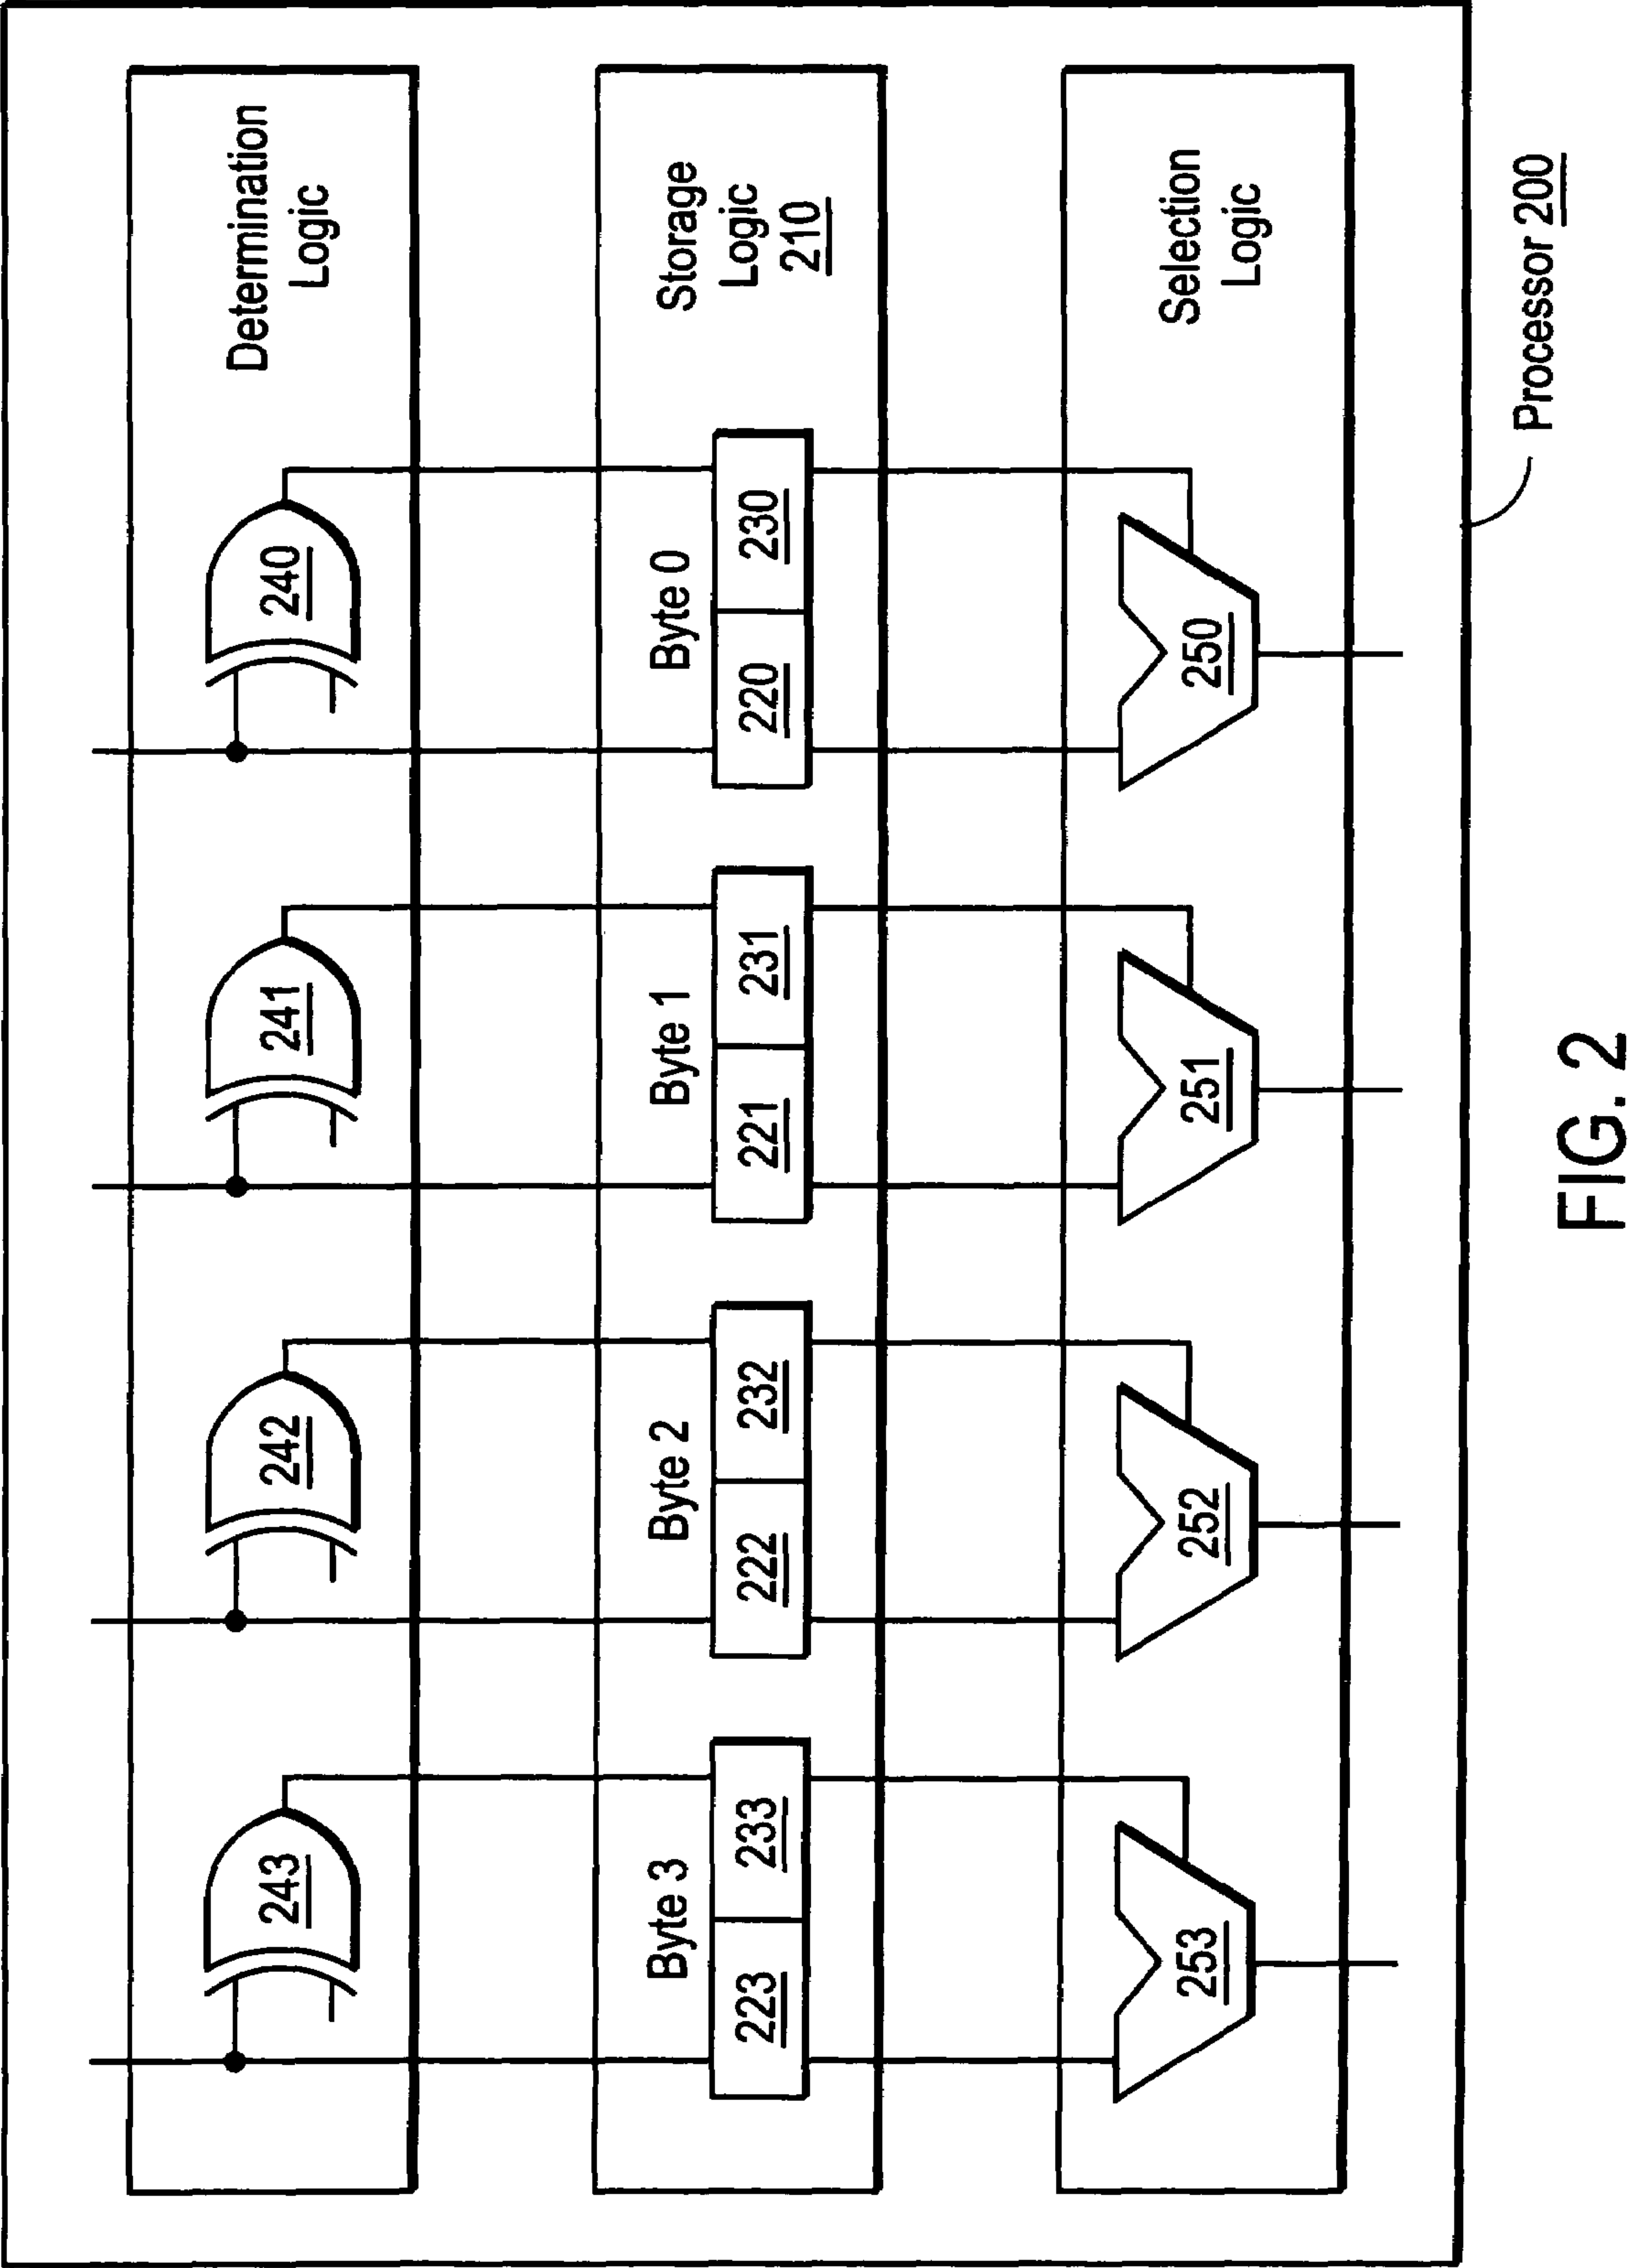 Determination
Logic
243
242
241
240
Storage
Logic
210
Byte 3
Byte 2
Byte 1
Byte 0
223 233
222 232
221 231
220 230
Selection
Logic
253
252
251
250
Processor 200
FIG. 2